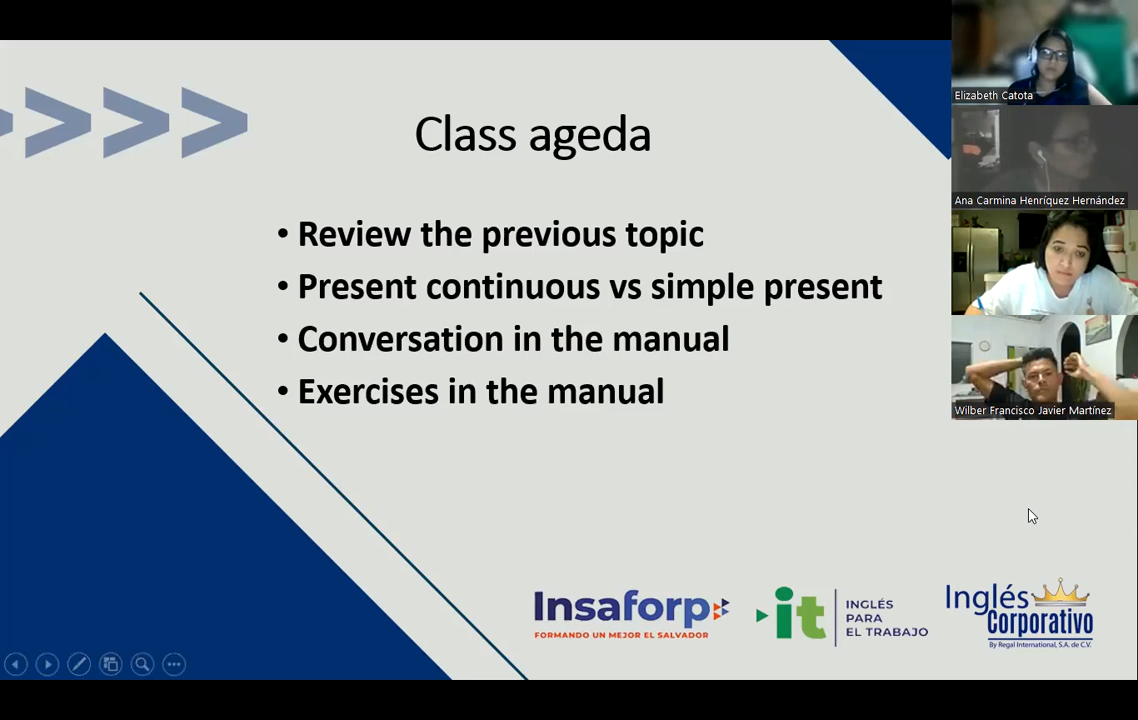 Class ageda
• Review the previous topic
• Present continuous vs simple present
• Conversation in the manual
• Exercises in the manual
Elizabeth Catota
Ana Carmina Henríquez Hernández
Wilber Francisco Javier Martínez
Insaforp
FORMANDO UN MEJOR EL SALVADOR
it
INGLÉS
PARA
EL TRABAJO
Inglés
Corporativo
By Regal International, S.A. de C.V.